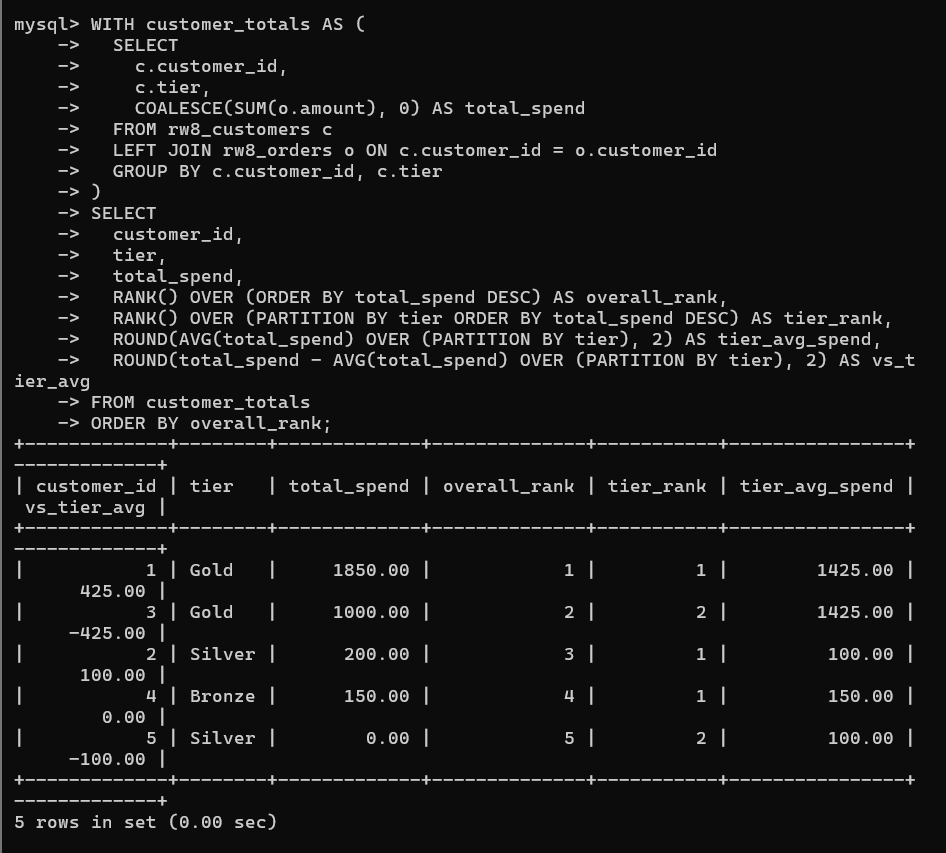 mysql> WITH customer_totals AS (
    ->   SELECT
    ->     c.customer_id,
    ->     c.tier,
    ->     COALESCE(SUM(o.amount), 0) AS total_spend
    ->   FROM rw8_customers c
    ->   LEFT JOIN rw8_orders o ON c.customer_id = o.customer_id
    ->   GROUP BY c.customer_id, c.tier
    -> )
    -> SELECT
    ->   customer_id,
    ->   tier,
    ->   total_spend,
    ->   RANK() OVER (ORDER BY total_spend DESC) AS overall_rank,
    ->   RANK() OVER (PARTITION BY tier ORDER BY total_spend DESC) AS tier_rank,
    ->   ROUND(AVG(total_spend) OVER (PARTITION BY tier), 2) AS tier_avg_spend,
    ->   ROUND(total_spend - AVG(total_spend) OVER (PARTITION BY tier), 2) AS vs_t
ier_avg
    -> FROM customer_totals
    -> ORDER BY overall_rank;
+-------------+--------+-------------+--------------+-----------+----------------+
-------------+
| customer_id | tier   | total_spend | overall_rank | tier_rank | tier_avg_spend |
 vs_tier_avg |
+-------------+--------+-------------+--------------+-----------+----------------+
-------------+
|           1 | Gold   |     1850.00 |            1 |         1 |        1425.00 |
      425.00 |
|           3 | Gold   |     1000.00 |            2 |         2 |        1425.00 |
     -425.00 |
|           2 | Silver |      200.00 |            3 |         1 |         100.00 |
      100.00 |
|           4 | Bronze |      150.00 |            4 |         1 |         150.00 |
        0.00 |
|           5 | Silver |        0.00 |            5 |         2 |         100.00 |
     -100.00 |
+-------------+--------+-------------+--------------+-----------+----------------+
-------------+
5 rows in set (0.00 sec)